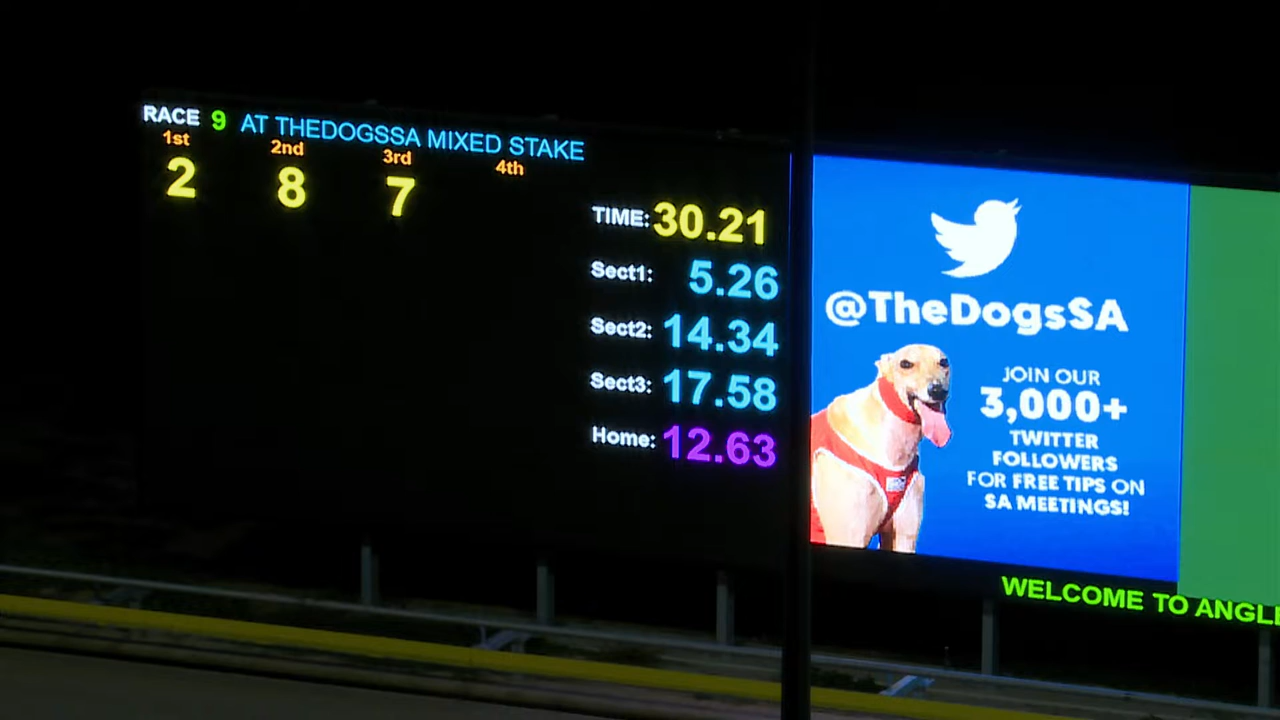 RACE 9 AT THEDOGSSA MIXED STAKE
1st 2nd 3rd 4th
2 8 7
TIME: 30.21
Sect1: 5.26
Sect2: 14.34
Sect3: 17.58
Home: 12.63
@TheDogsSA
JOIN OUR
3,000+
TWITTER
FOLLOWERS
FOR FREE TIPS ON
SA MEETINGS!
WELCOME TO ANGLE